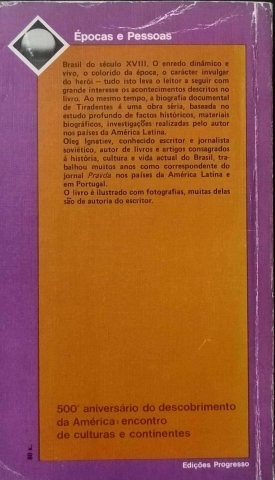 Épocas e Pessoas
Brasil do século XVIII. O enredo dinâmico e
vivo, o colorido da época, o carácter invulgar
do herói — tudo isto leva o leitor a seguir com
grande interesse os acontecimentos descritos no
livro. Ao mesmo tempo, a biografia documental
de Tiradentes é uma obra séria, baseada no
estudo profundo de factos históricos, materiais
biográficos, investigações realizadas pelo autor
nos países da América Latina.
Oleg Ignatiev, conhecido escritor e jornalista
soviético, autor de livros e artigos consagrados
à história, cultura e vida actual do Brasil, tra-
balhou muitos anos como correspondente do
jornal Pravda nos países da América Latina e
em Portugal.
O livro é ilustrado com fotografias, muitas delas
são de autoria do escritor.
500° aniversário do descobrimento
da América: encontro
de culturas e continentes
Edições Progresso